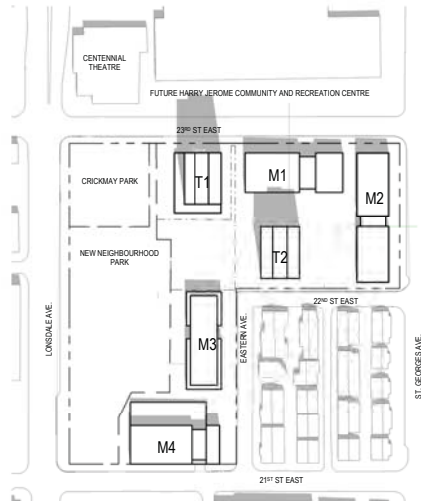 CENTENNIAL
THEATRE
FUTURE HARRY JEROME COMMUNITY AND RECREATION CENTRE
23RD ST EAST
CRICKMAY PARK
T1
M1
M2
NEW NEIGHBOURHOOD
PARK
T2
22ND ST EAST
LONSDALE AVE.
EASTERN AVE.
ST. GEORGES AVE.
M3
M4
21ST ST EAST